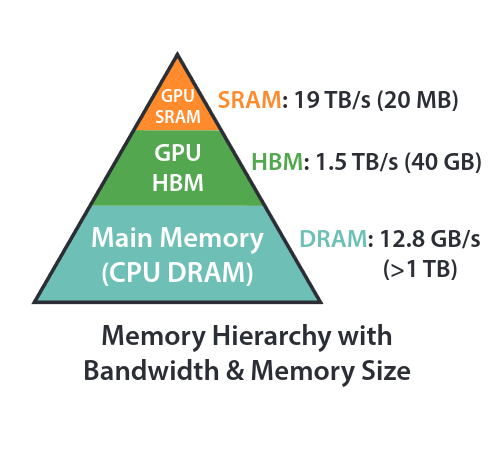 GPU
SRAM
SRAM: 19 TB/s (20 MB)
GPU
HBM
HBM: 1.5 TB/s (40 GB)
Main Memory
(CPU DRAM)
DRAM: 12.8 GB/s
(>1 TB)
Memory Hierarchy with
Bandwidth & Memory Size